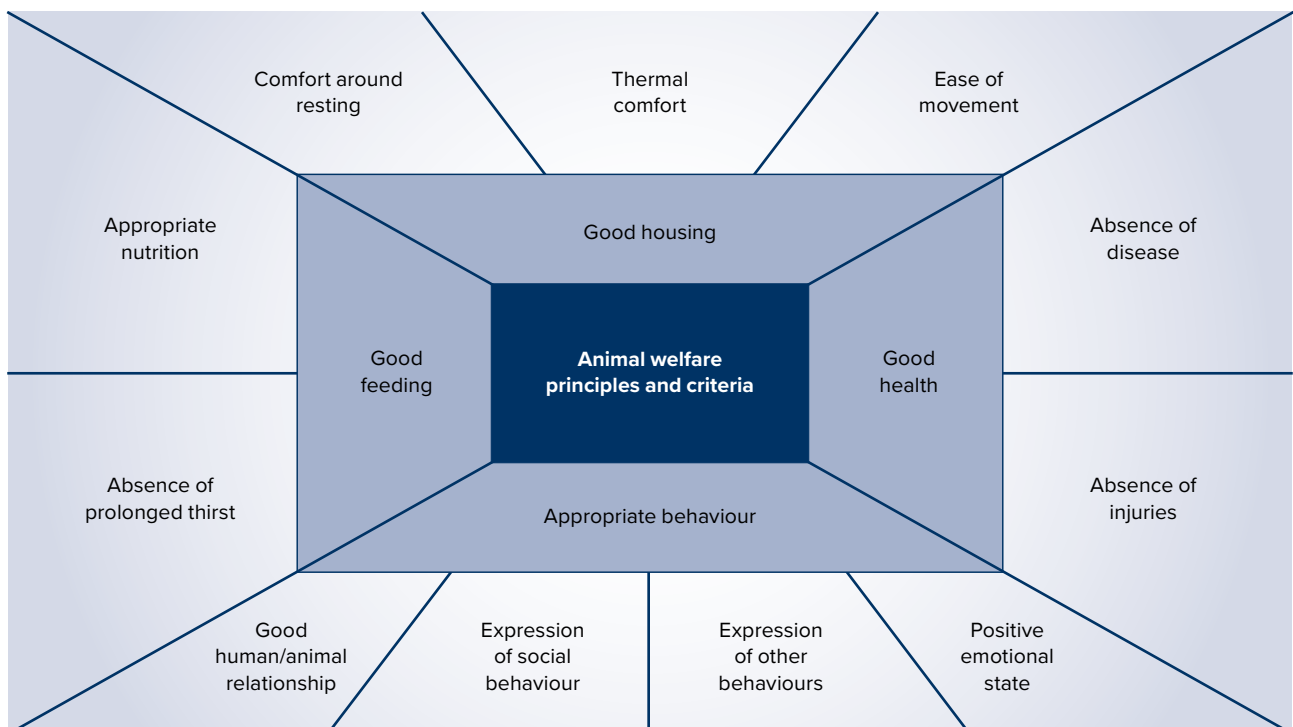 Comfort around
resting
Thermal
comfort
Ease of
movement
Appropriate
nutrition
Good housing
Absence of
disease
Good
feeding
Animal welfare
principles and criteria
Good
health
Absence of
prolonged thirst
Appropriate behaviour
Absence of
injuries
Good
human/animal
relationship
Expression
of social
behaviour
Expression
of other
behaviours
Positive
emotional
state